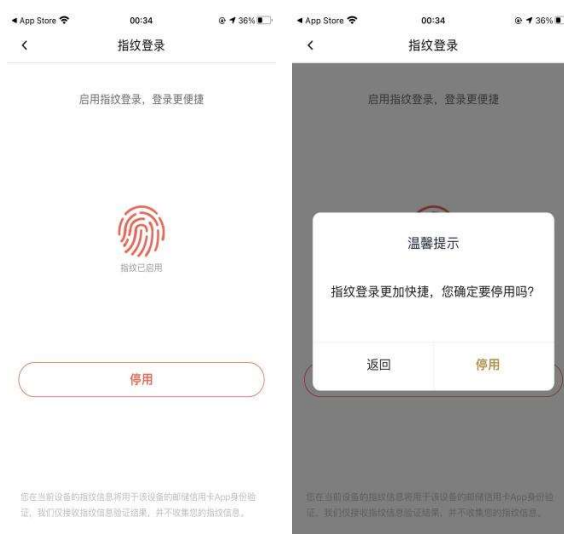 App Store
00:34
36%
指纹登录
启用指纹登录，登录更便捷
指纹已启用
停用
您在当前设备的指纹信息将用于该设备的邮储信用卡App身份验
证，我们仅接收指纹信息验证结果，并不收集您的指纹信息。
App Store
00:34
36%
指纹登录
启用指纹登录，登录更便捷
温馨提示
指纹登录更加快捷，您确定要停用吗?
返回
停用
您在当前设备的指纹信息将用于该设备的邮储信用卡App身份验
证，我们仅接收指纹信息验证结果，并不收集您的指纹信息。